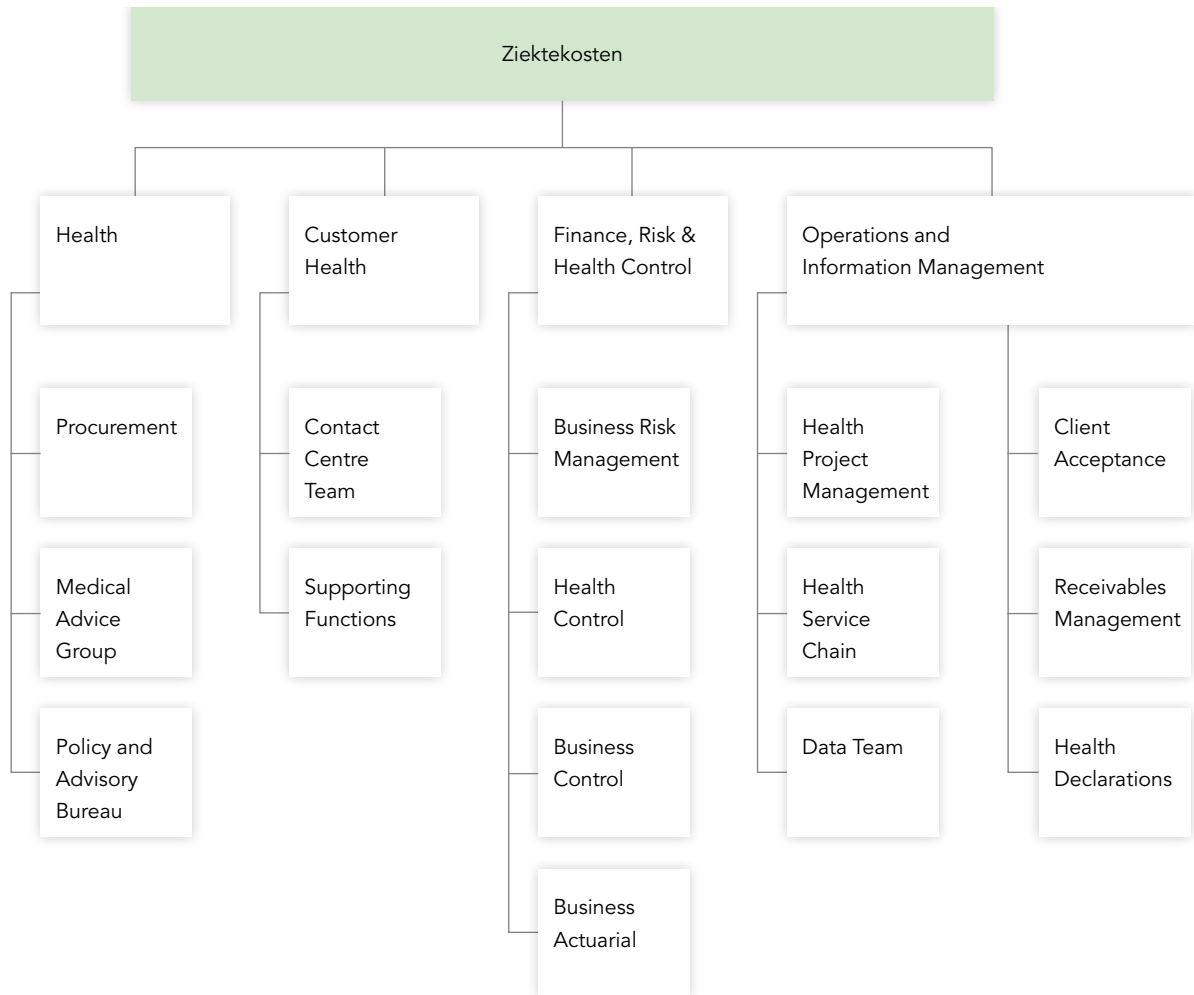 Ziektekosten
Health
Customer
Health
Finance, Risk &
Health Control
Operations and
Information Management
Procurement
Medical
Advice
Group
Policy and
Advisory
Bureau
Contact
Centre
Team
Supporting
Functions
Business Risk
Management
Health
Control
Business
Control
Business
Actuarial
Health
Project
Management
Health
Service
Chain
Data Team
Client
Acceptance
Receivables
Management
Health
Declarations